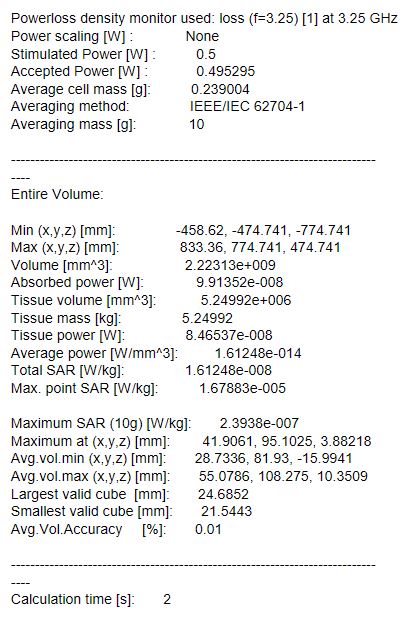 Powerloss density monitor used: loss (f=3.25) [1] at 3.25 GHz
Power scaling [W] : None
Stimulated Power [W] : 0.5
Accepted Power [W] : 0.495295
Average cell mass [g]: 0.239004
Averaging method: IEEE/IEC 62704-1
Averaging mass [g]: 10
--------------------------------------------------------------------------
----
Entire Volume:
Min (x,y,z) [mm]: -458.62, -474.741, -774.741
Max (x,y,z) [mm]: 833.36, 774.741, 474.741
Volume [mm^3]: 2.22313e+009
Absorbed power [W]: 9.91352e-008
Tissue volume [mm^3]: 5.24992e+006
Tissue mass [kg]: 5.24992
Tissue power [W]: 8.46537e-008
Average power [W/mm^3]: 1.61248e-014
Total SAR [W/kg]: 1.61248e-008
Max. point SAR [W/kg]: 1.67883e-005
Maximum SAR (10g) [W/kg]: 2.3938e-007
Maximum at (x,y,z) [mm]: 41.9061, 95.1025, 3.88218
Avg.vol.min (x,y,z) [mm]: 28.7336, 81.93, -15.9941
Avg.vol.max (x,y,z) [mm]: 55.0786, 108.275, 10.3509
Largest valid cube [mm]: 24.6852
Smallest valid cube [mm]: 21.5443
Avg.Vol.Accuracy [%]: 0.01
--------------------------------------------------------------------------
----
Calculation time [s]: 2